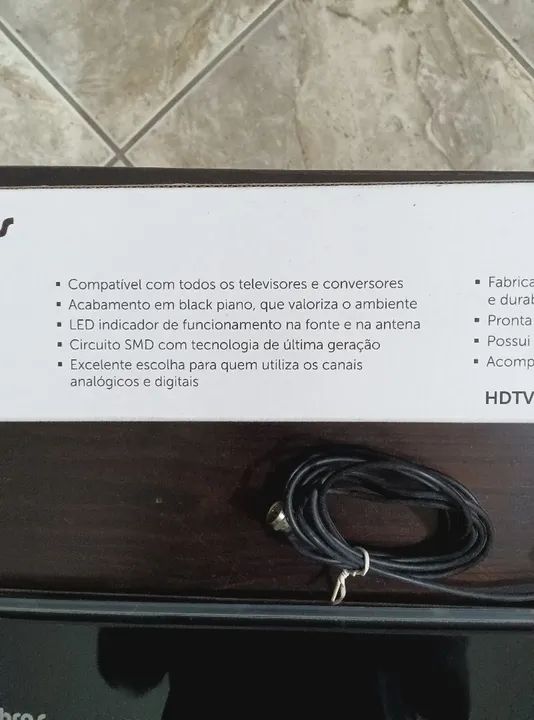 ▪ Compatível com todos os televisores e conversores
▪ Acabamento em black piano, que valoriza o ambiente
▪ LED indicador de funcionamento na fonte e na antena
▪ Circuito SMD com tecnologia de última geração
▪ Excelente escolha para quem utiliza os canais
analógicos e digitais
▪ Fabrica
e durab
▪ Pronta
▪ Possui
▪ Acomp
HDTV